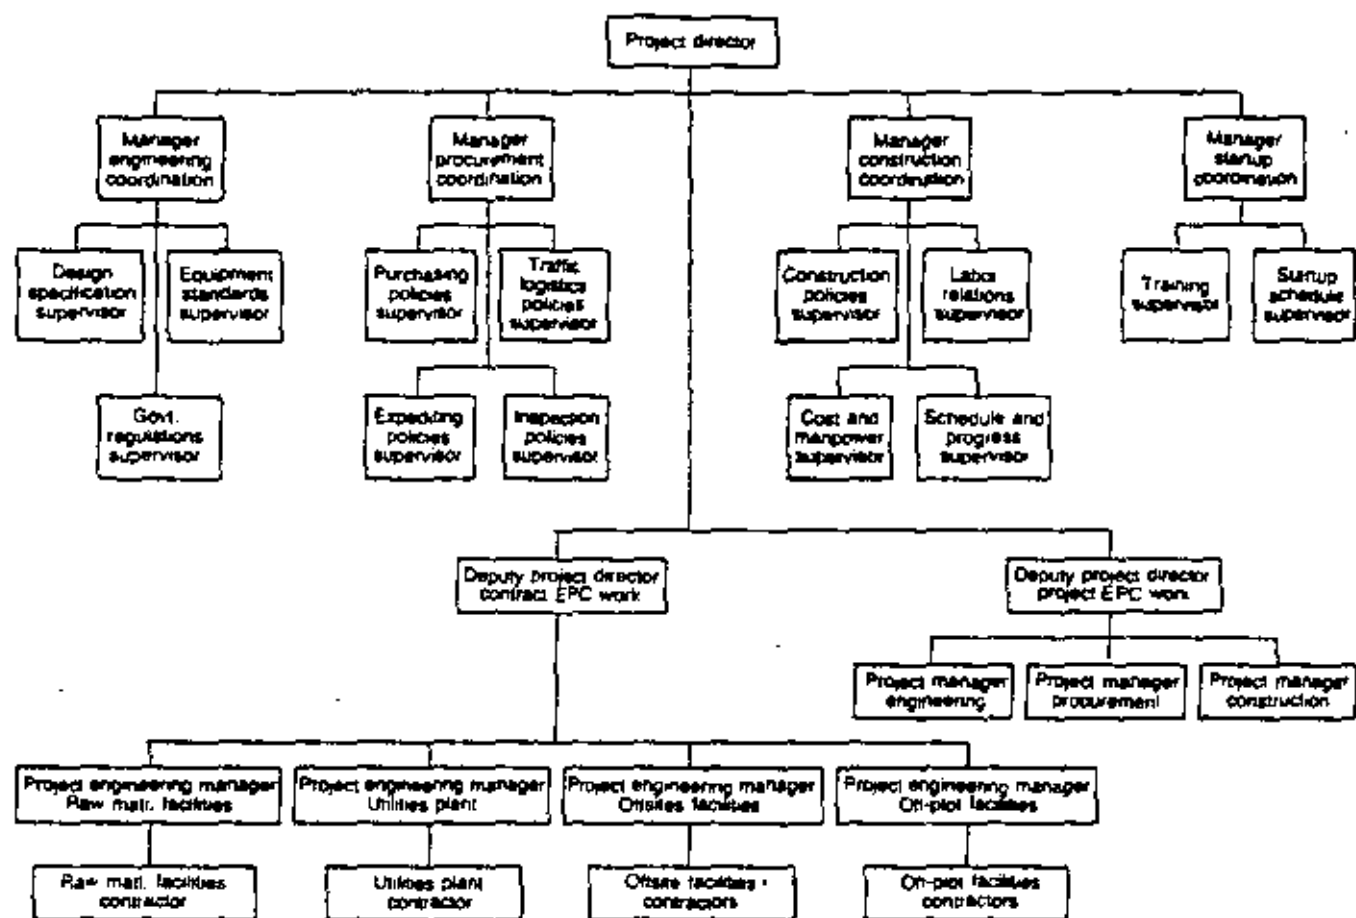 Project director
Manager
engineering
coordination
Manager
procurement
coordination
Manager
construction
coordination
Manager
startup
coordination
Design
specification
supervisor
Equipment
standards
supervisor
Purchasing
policies
supervisor
Traffic
logistics
policies
supervisor
Construction
policies
supervisor
Labor
relations
supervisor
Training
supervisor
Startup
schedule
supervisor
Govt.
regulations
supervisor
Expediting
policies
supervisor
Inspection
policies
supervisor
Cost and
manpower
supervisor
Schedule and
progress
supervisor
Deputy project director
contract EPC work
Deputy project director
project EPC work
Project manager
engineering
Project manager
procurement
Project manager
construction
Project engineering manager
Raw matr. facilities
Project engineering manager
Utilities plant
Project engineering manager
Offsites facilities
Project engineering manager
Off-plot facilities
Raw matl. facilities
contractor
Utilities plant
contractor
Offsite facilities
contractors
Off-plot facilities
contractors